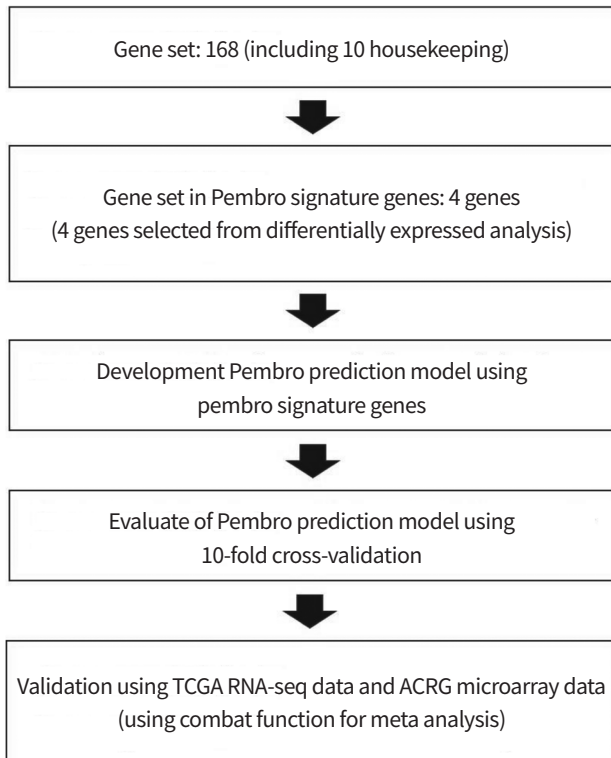 Gene set: 168 (including 10 housekeeping)
Gene set in Pembro signature genes: 4 genes
(4 genes selected from differentially expressed analysis)
Development Pembro prediction model using
pembro signature genes
Evaluate of Pembro prediction model using
10-fold cross-validation
Validation using TCGA RNA-seq data and ACRG microarray data
(using combat function for meta analysis)